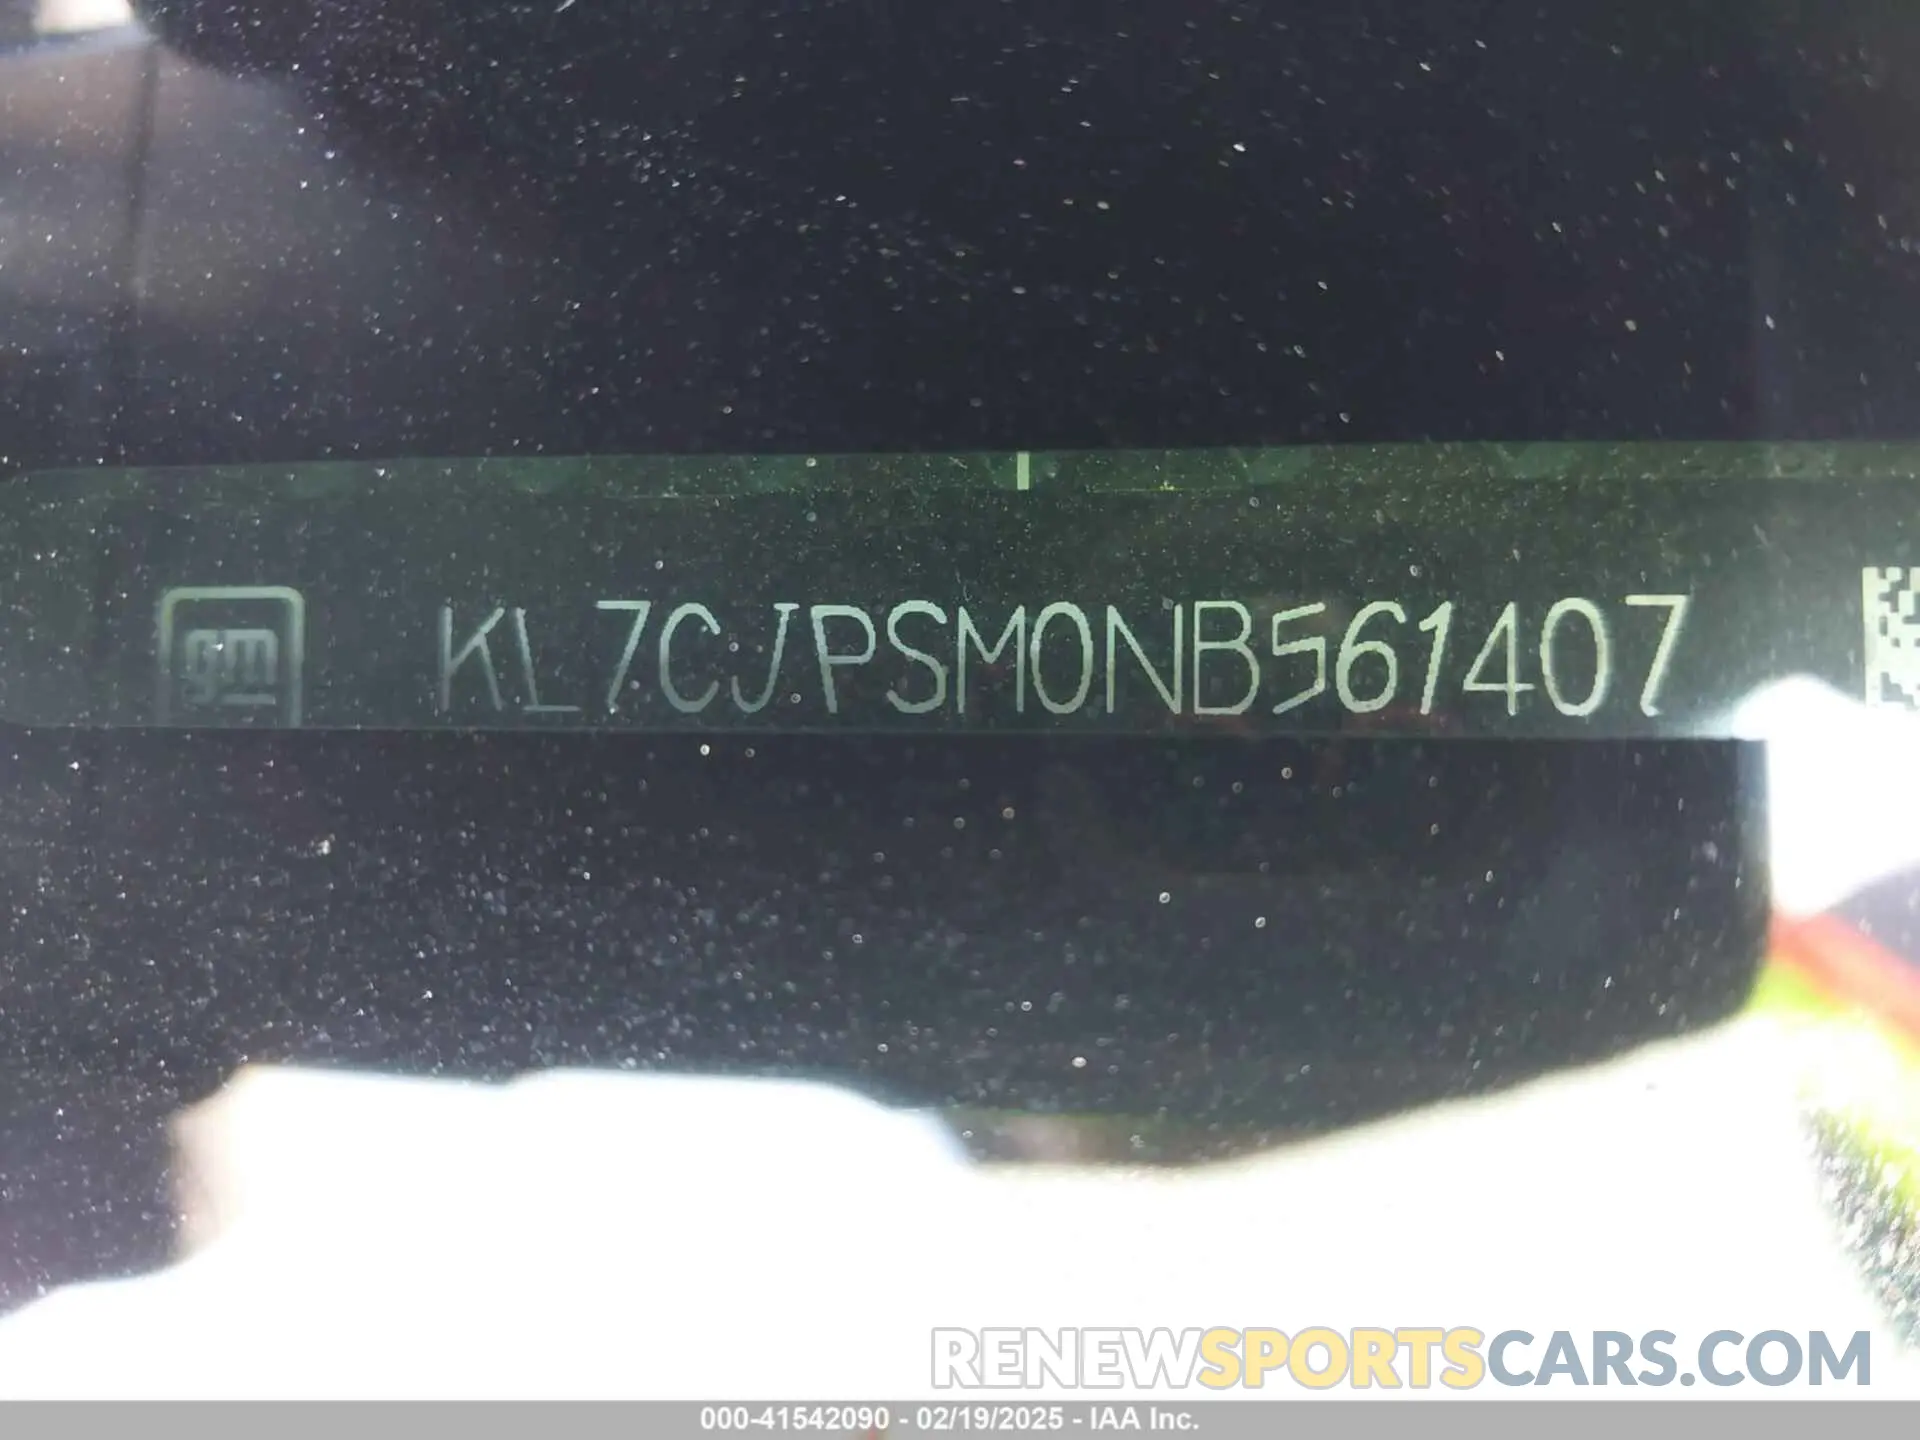 gm KL7CJPSM0NB561407
RENEWSPORTSCARS.COM
000-41542090 - 02/19/2025 - IAA Inc.